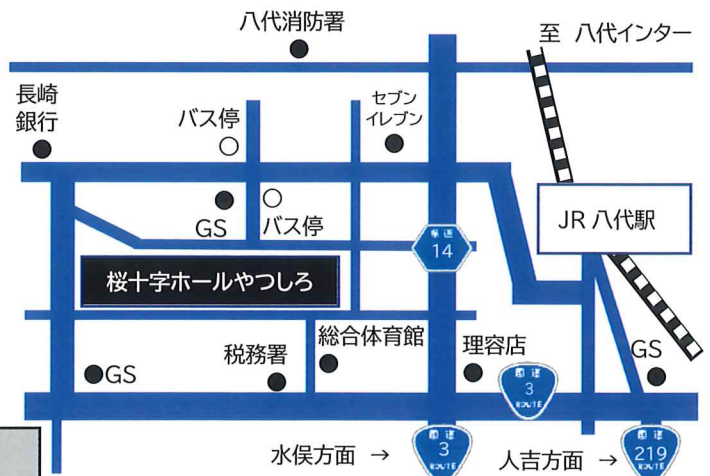 八代消防署
至 八代インター
長崎
銀行
バス停
セブン
イレブン
GS
バス停
JR 八代駅
県道
14
桜十字ホールやつしろ
総合体育館
税務署
理容店
GS
GS
国道
3
ROUTE
水俣方面 →
国道
3
ROUTE
人吉方面 →
国道
219
ROUTE